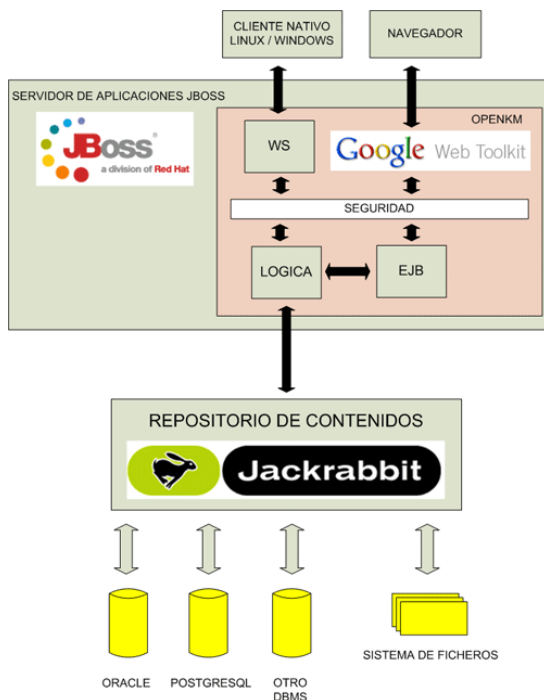 CLIENTE NATIVO
LINUX / WINDOWS
NAVEGADOR
SERVIDOR DE APLICACIONES JBOSS
OPENKM
JBoss®
a division of Red Hat
WS
Google Web Toolkit
SEGURIDAD
LOGICA
EJB
REPOSITORIO DE CONTENIDOS
Jackrabbit
ORACLE
POSTGRESQL
OTRO
DBMS
SISTEMA DE FICHEROS